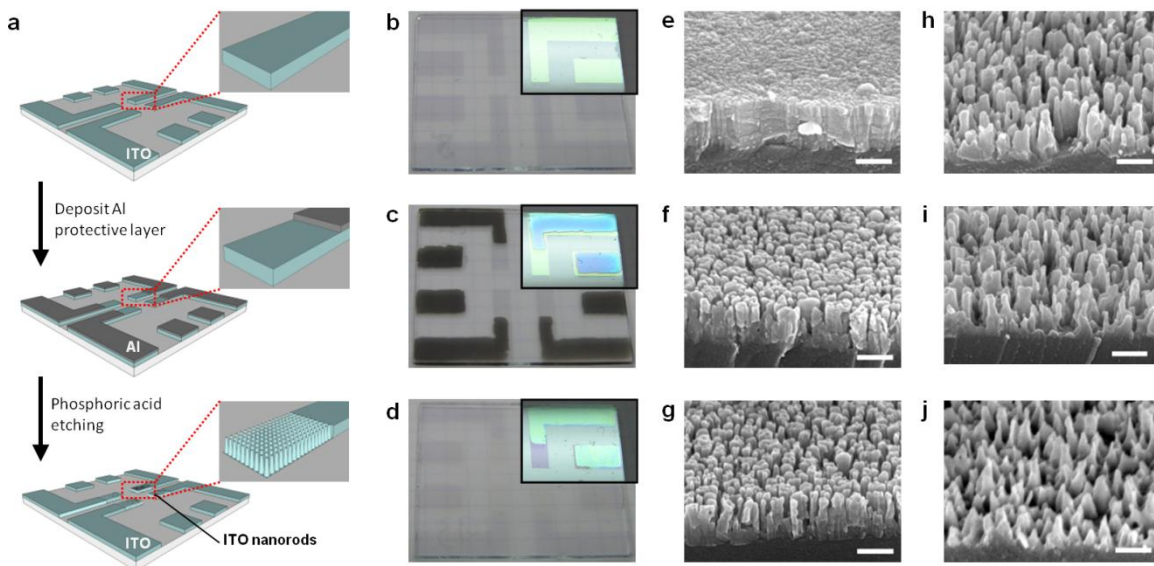 a
ITO
Deposit Al
protective layer
Al
Phosphoric acid
etching
ITO
ITO nanorods
b
c
d
e
f
g
h
i
j